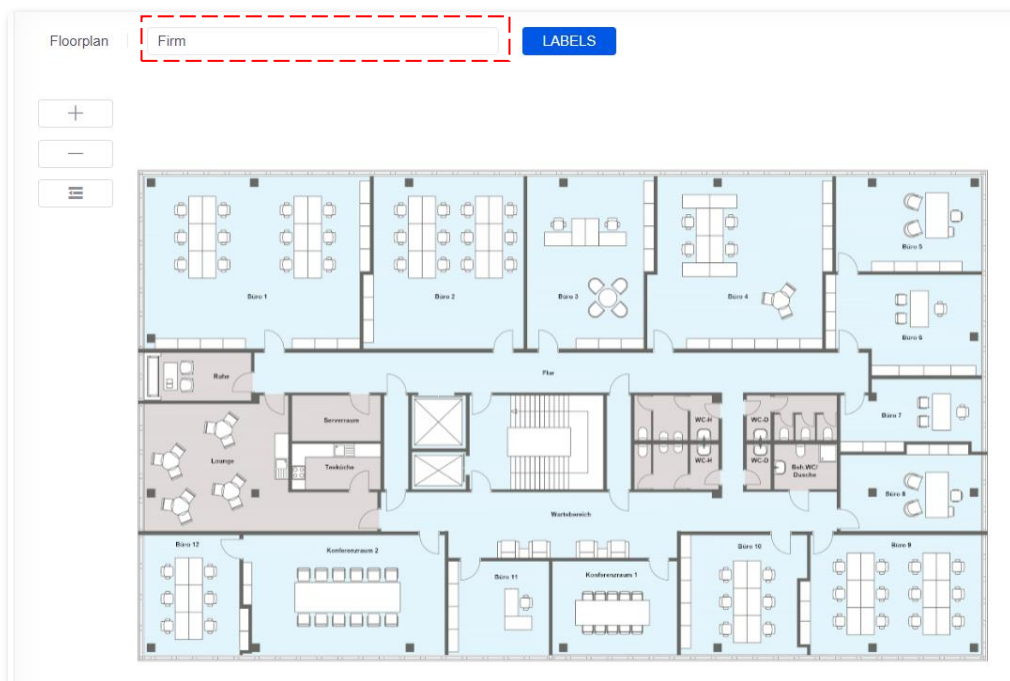 Floorplan
Firm
LABELS
Büro 1
Büro 2
Büro 3
Büro 4
Büro 5
Büro 6
Flur
Ruhe
Serverraum
WC-H
WC-D
Büro 7
Lounge
Teeküche
WC-H
WC-D
Beh.WC/
Dusche
Büro 8
Wartebereich
Büro 12
Konferenzraum 2
Büro 11
Konferenzraum 1
Büro 10
Büro 9